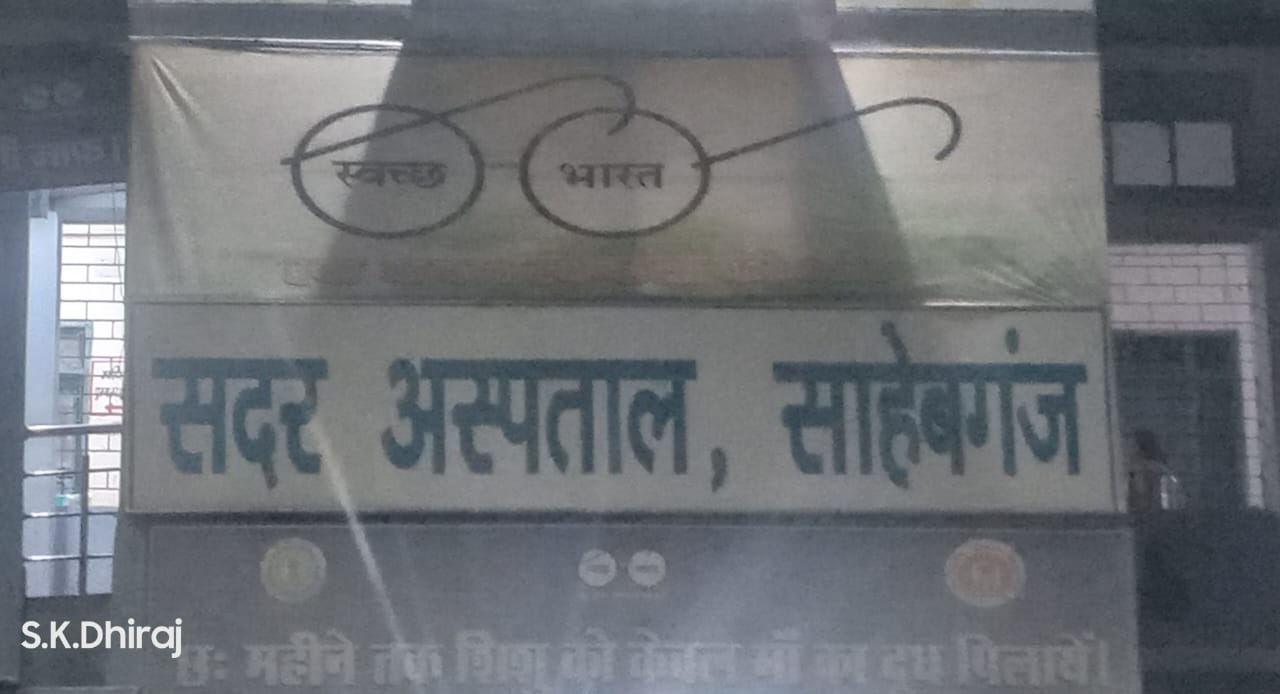 स्वच्छ भारत
सदर अस्पताल, साहेबगंज
छः महीने तक शिशु को केवल माँ का दूध पिलायें।
S.K.Dhiraj